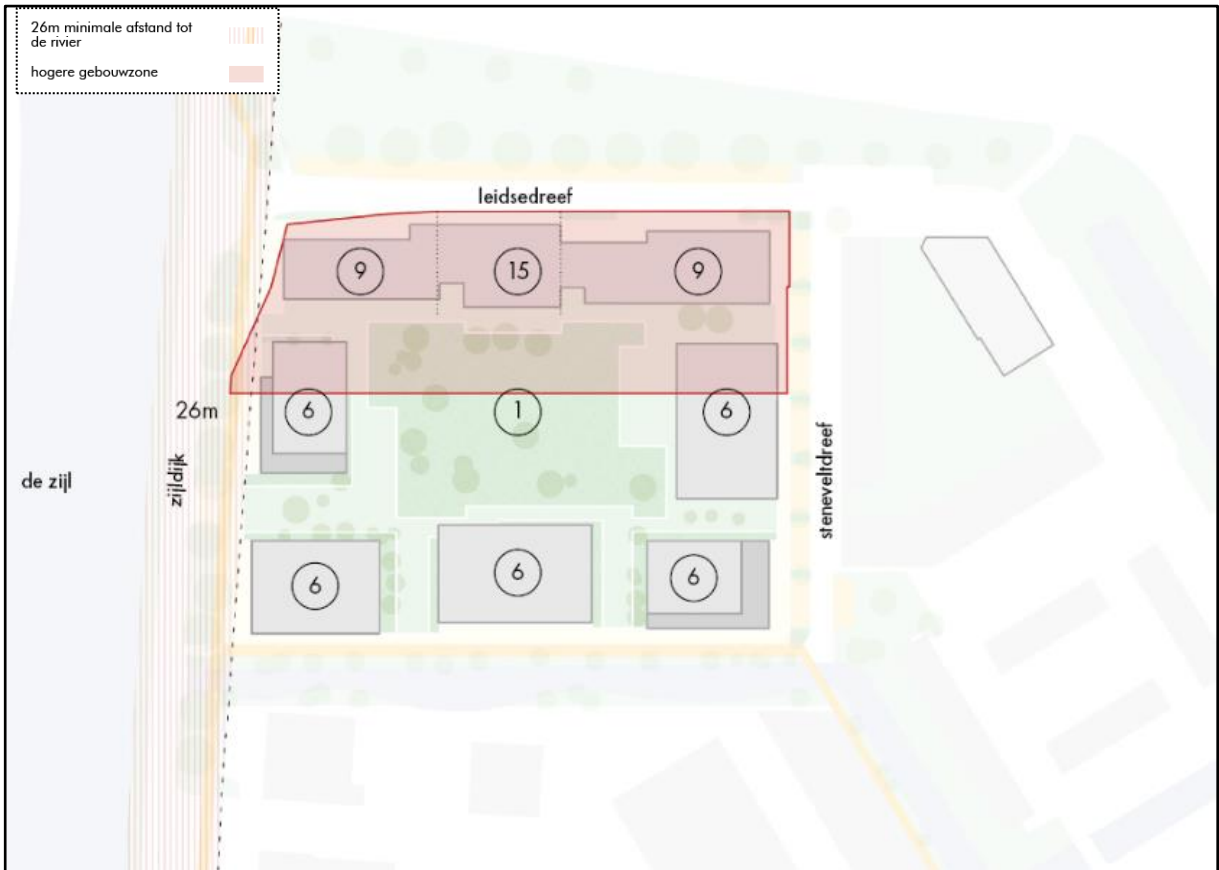 26m minimale afstand tot
de rivier
hogere gebouwzone
leidsedreef
9
15
9
6
1
6
26m
zijldijk
de zijl
steneveltdreef
6
6
6